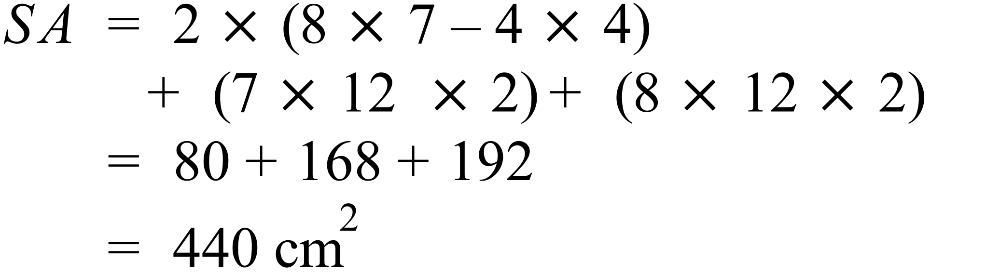 SA = 2 × (8 × 7 – 4 × 4)
+ (7 × 12 × 2) + (8 × 12 × 2)
= 80 + 168 + 192
= 440 cm²